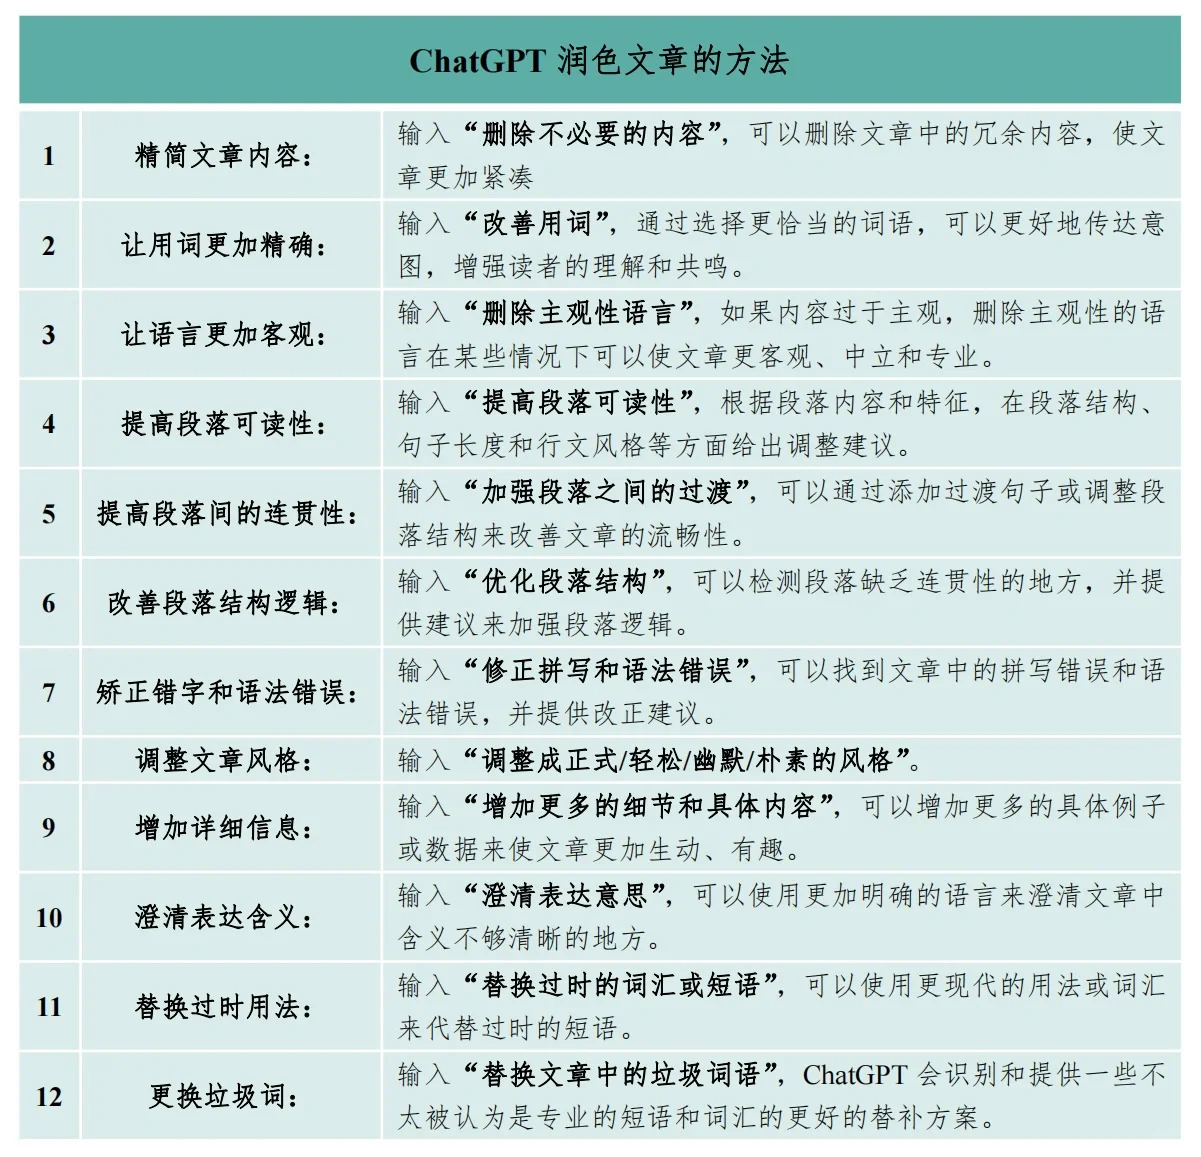 ChatGPT 润色文章的方法
1
精简文章内容：
输入“删除不必要的内容”，可以删除文章中的冗余内容，使文
章更加紧凑
2
让用词更加精确：
输入“改善用词”，通过选择更恰当的词语，可以更好地传达意
图，增强读者的理解和共鸣。
3
让语言更加客观：
输入“删除主观性语言”，如果内容过于主观，删除主观性的语
言在某些情况下可以使文章更客观、中立和专业。
4
提高段落可读性：
输入“提高段落可读性”，根据段落内容和特征，在段落结构、
句子长度和行文风格等方面给出调整建议。
5
提高段落间的连贯性：
输入“加强段落之间的过渡”，可以通过添加过渡句子或调整段
落结构来改善文章的流畅性。
6
改善段落结构逻辑：
输入“优化段落结构”，可以检测段落缺乏连贯性的地方，并提
供建议来加强段落逻辑。
7
矫正错字和语法错误：
输入“修正拼写和语法错误”，可以找到文章中的拼写错误和语
法错误，并提供改正建议。
8
调整文章风格：
输入“调整成正式/轻松/幽默/朴素的风格”。
9
增加详细信息：
输入“增加更多的细节和具体内容”，可以增加更多的具体例子
或数据来使文章更加生动、有趣。
10
澄清表达含义：
输入“澄清表达意思”，可以使用更加明确的语言来澄清文章中
含义不够清晰的地方。
11
替换过时用法：
输入“替换过时的词汇或短语”，可以使用更现代的用法或词汇
来代替过时的短语。
12
更换垃圾词：
输入“替换文章中的垃圾词语”，ChatGPT 会识别和提供一些不
太被认为是专业的短语和词汇的更好的替补方案。